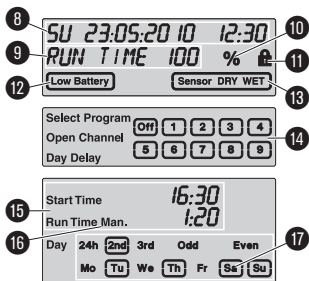 8 SU 23:05:20 10 12:30 10
9 RUN TIME 100 % 11
12 Low Battery Sensor DRY WET 13
Select Program Off 1 2 3 4
Open Channel 14
Day Delay 5 6 7 8 9
15 Start Time 16:30
16 Run Time Man. 1:20
Day 24h 2nd 3rd Odd Even 17
Mo Tu We Th Fr Sa Su